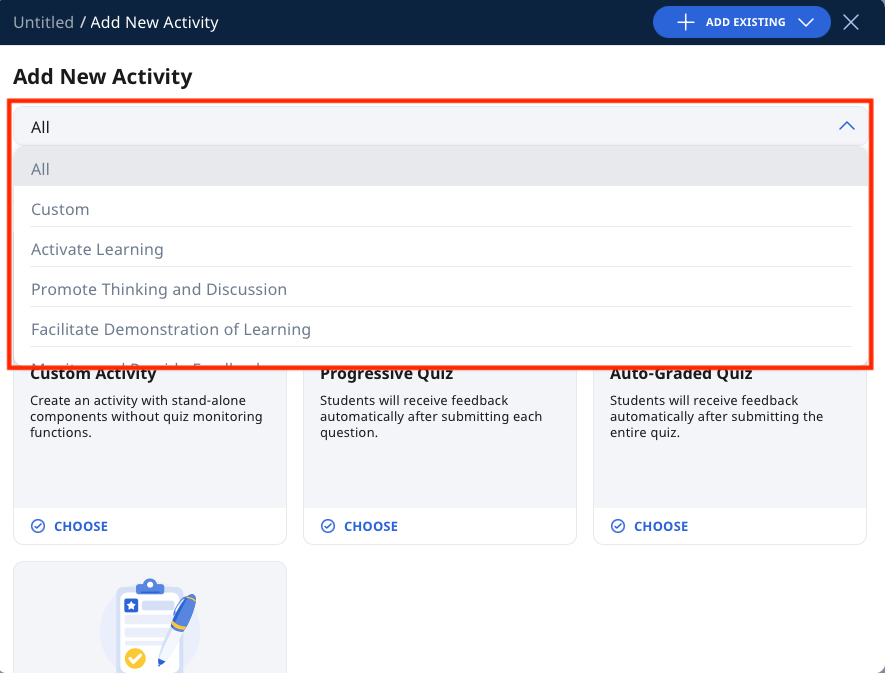 Untitled / Add New Activity
ADD EXISTING
Add New Activity
All
All
Custom
Activate Learning
Promote Thinking and Discussion
Facilitate Demonstration of Learning
Custom Activity
Create an activity with stand-alone
components without quiz monitoring
functions.
CHOOSE
Progressive Quiz
Students will receive feedback
automatically after submitting each
question.
CHOOSE
Auto-Graded Quiz
Students will receive feedback
automatically after submitting the
entire quiz.
CHOOSE